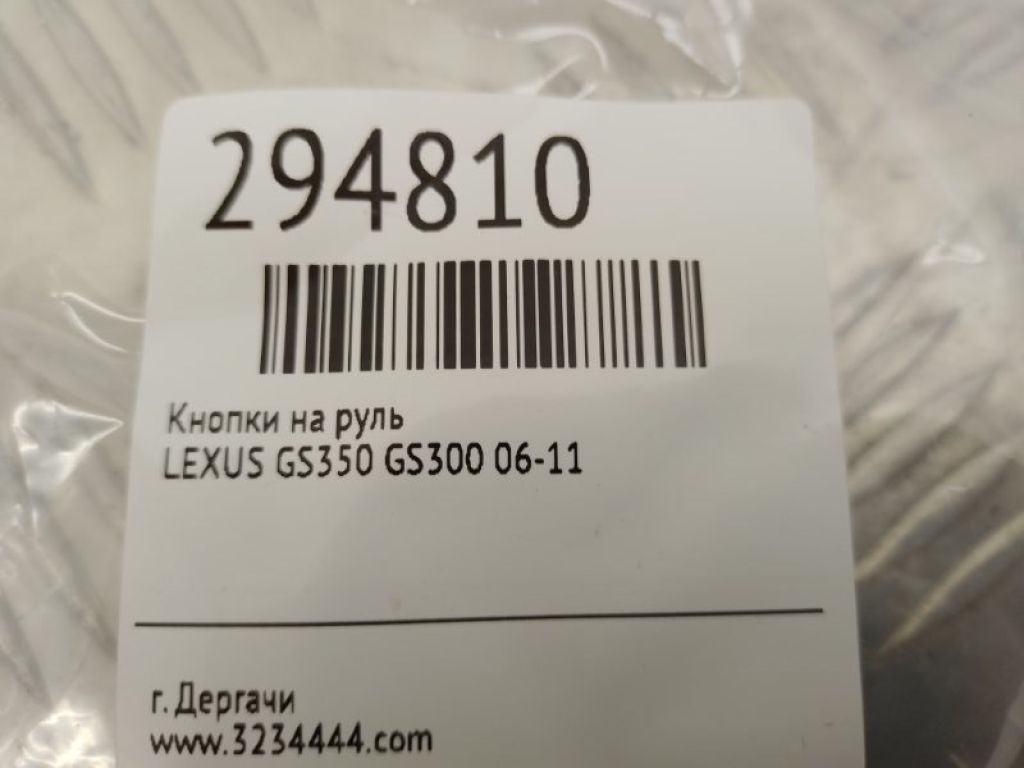 294810
Кнопки на руль
LEXUS GS350 GS300 06-11
г. Дергачи
www.3234444.com